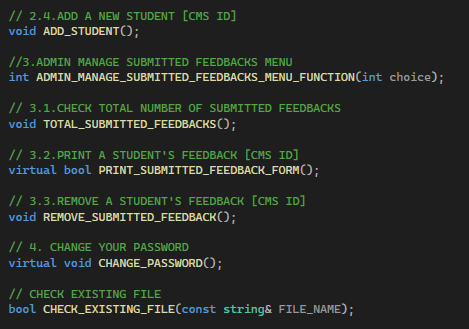 // 2.4.ADD A NEW STUDENT [CMS ID]
void ADD_STUDENT();
//3.ADMIN MANAGE SUBMITTED FEEDBACKS MENU
int ADMIN_MANAGE_SUBMITTED_FEEDBACKS_MENU_FUNCTION(int choice);
// 3.1.CHECK TOTAL NUMBER OF SUBMITTED FEEDBACKS
void TOTAL_SUBMITTED_FEEDBACKS();
// 3.2.PRINT A STUDENT'S FEEDBACK [CMS ID]
virtual bool PRINT_SUBMITTED_FEEDBACK_FORM();
// 3.3.REMOVE A STUDENT'S FEEDBACK [CMS ID]
void REMOVE_SUBMITTED_FEEDBACK();
// 4. CHANGE YOUR PASSWORD
virtual void CHANGE_PASSWORD();
// CHECK EXISTING FILE
bool CHECK_EXISTING_FILE(const string& FILE_NAME);